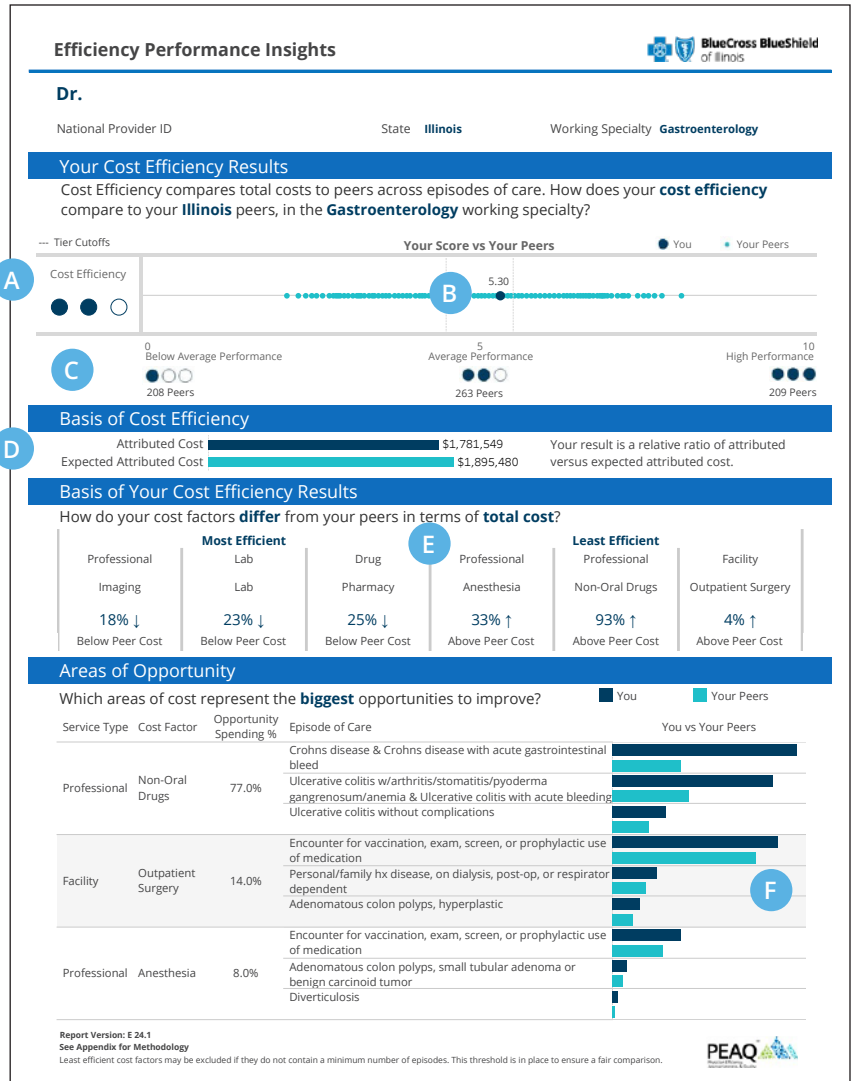 Efficiency Performance Insights
BlueCross BlueShield
of Illinois
Dr.
National Provider ID State Illinois Working Specialty Gastroenterology
Your Cost Efficiency Results
Cost Efficiency compares total costs to peers across episodes of care. How does your cost efficiency
compare to your Illinois peers, in the Gastroenterology working specialty?
--- Tier Cutoffs Your Score vs Your Peers You Your Peers
A
Cost Efficiency
B
5.30
0 5 10
C
Below Average Performance Average Performance High Performance
208 Peers 263 Peers 209 Peers
Basis of Cost Efficiency
D
Attributed Cost $1,781,549 Your result is a relative ratio of attributed
Expected Attributed Cost $1,895,480 versus expected attributed cost.
Basis of Your Cost Efficiency Results
How do your cost factors differ from your peers in terms of total cost?
Most Efficient E Least Efficient
Professional Lab Drug Professional Professional Facility
Imaging Lab Pharmacy Anesthesia Non-Oral Drugs Outpatient Surgery
18% ↓ 23% ↓ 25% ↓ 33% ↑ 93% ↑ 4% ↑
Below Peer Cost Below Peer Cost Below Peer Cost Above Peer Cost Above Peer Cost Above Peer Cost
Areas of Opportunity
Which areas of cost represent the biggest opportunities to improve? You Your Peers
Service Type Cost Factor Opportunity Spending % Episode of Care You vs Your Peers
Professional Non-Oral Drugs 77.0%
Crohns disease & Crohns disease with acute gastrointestinal
bleed
Ulcerative colitis w/arthritis/stomatitis/pyoderma
gangrenosum/anemia & Ulcerative colitis with acute bleeding
Ulcerative colitis without complications
Facility Outpatient Surgery 14.0%
Encounter for vaccination, exam, screen, or prophylactic use
of medication
Personal/family hx disease, on dialysis, post-op, or respirator
dependent
F
Adenomatous colon polyps, hyperplastic
Professional Anesthesia 8.0%
Encounter for vaccination, exam, screen, or prophylactic use
of medication
Adenomatous colon polyps, small tubular adenoma or
benign carcinoid tumor
Diverticulosis
Report Version: E 24.1
See Appendix for Methodology
Least efficient cost factors may be excluded if they do not contain a minimum number of episodes. This threshold is in place to ensure a fair comparison.
PEAQ